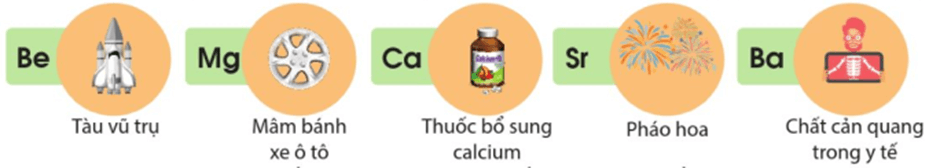 Be
Mg
Ca
Sr
Ba
Tàu vũ trụ
Mâm bánh
xe ô tô
Thuốc bổ sung
calcium
Pháo hoa
Chất cản quang
trong y tế